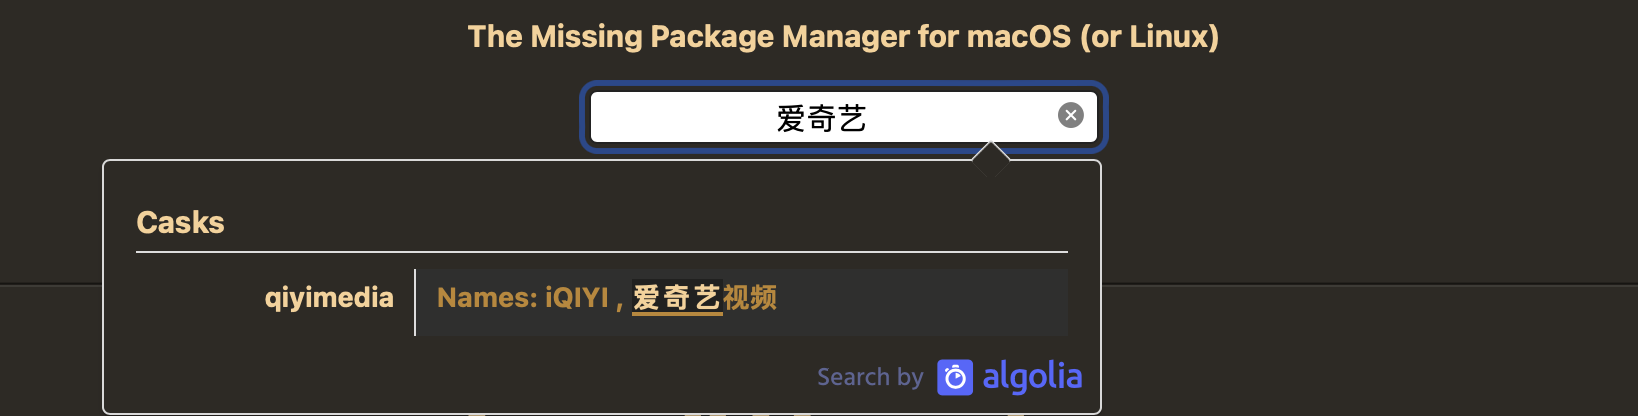 The Missing Package Manager for macOS (or Linux)
爱奇艺
Casks
qiyimedia
Names: iQIYI , 爱奇艺视频
Search by algolia